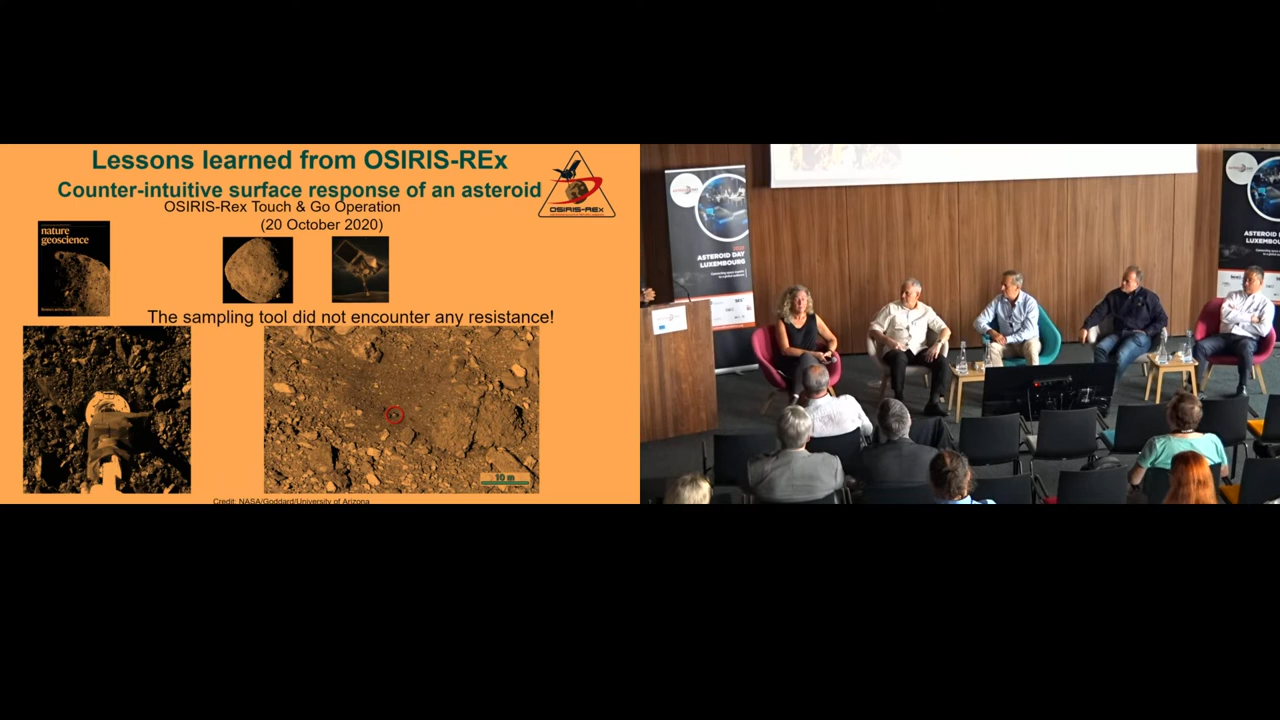 Lessons learned from OSIRIS-REx
Counter-intuitive surface response of an asteroid
OSIRIS-Rex Touch & Go Operation
(20 October 2020)
OSIRIS-REx
nature
geoscience
The sampling tool did not encounter any resistance!
10 m
Credit: NASA/Goddard/University of Arizona
ASTEROID DAY
LUXEMBOURG
ASTEROID D
LUXEMBOU